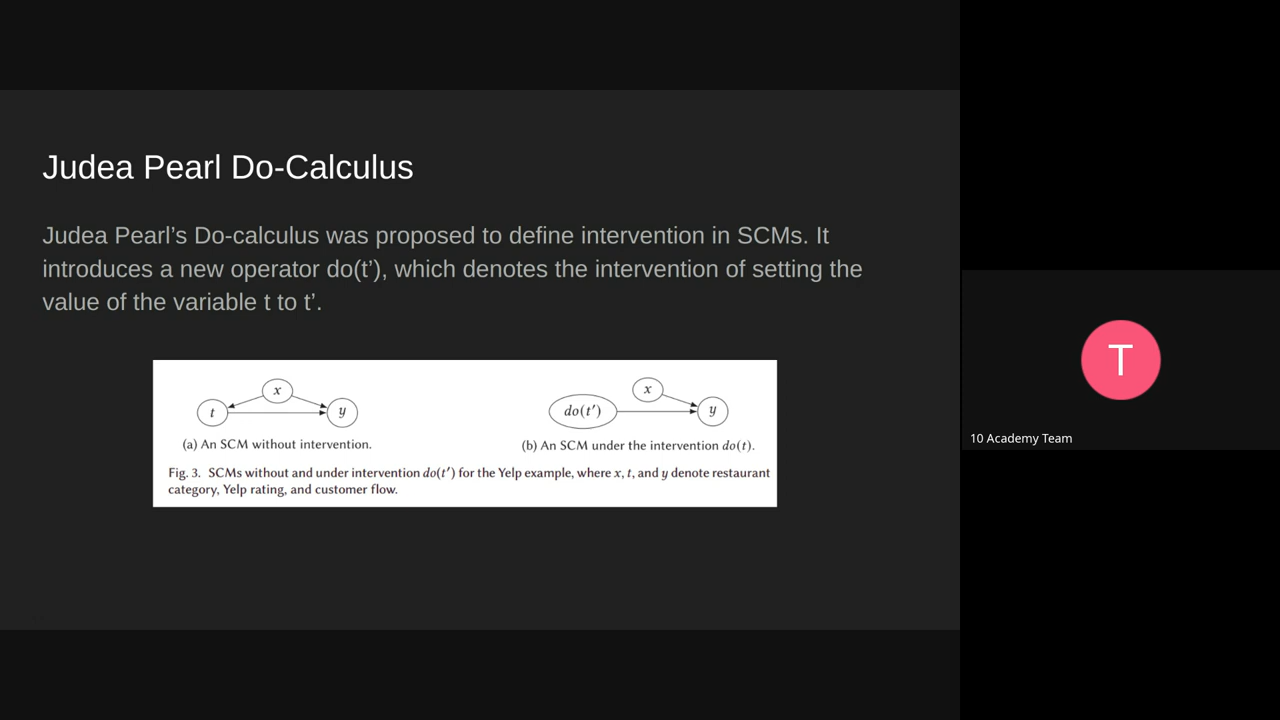 Judea Pearl Do-Calculus
Judea Pearl’s Do-calculus was proposed to define intervention in SCMs. It
introduces a new operator do(t’), which denotes the intervention of setting the
value of the variable t to t’.
x
t
y
(a) An SCM without intervention.
x
do(t′)
y
(b) An SCM under the intervention do(t).
Fig. 3. SCMs without and under intervention do(t′) for the Yelp example, where x, t, and y denote restaurant
category, Yelp rating, and customer flow.
T
10 Academy Team